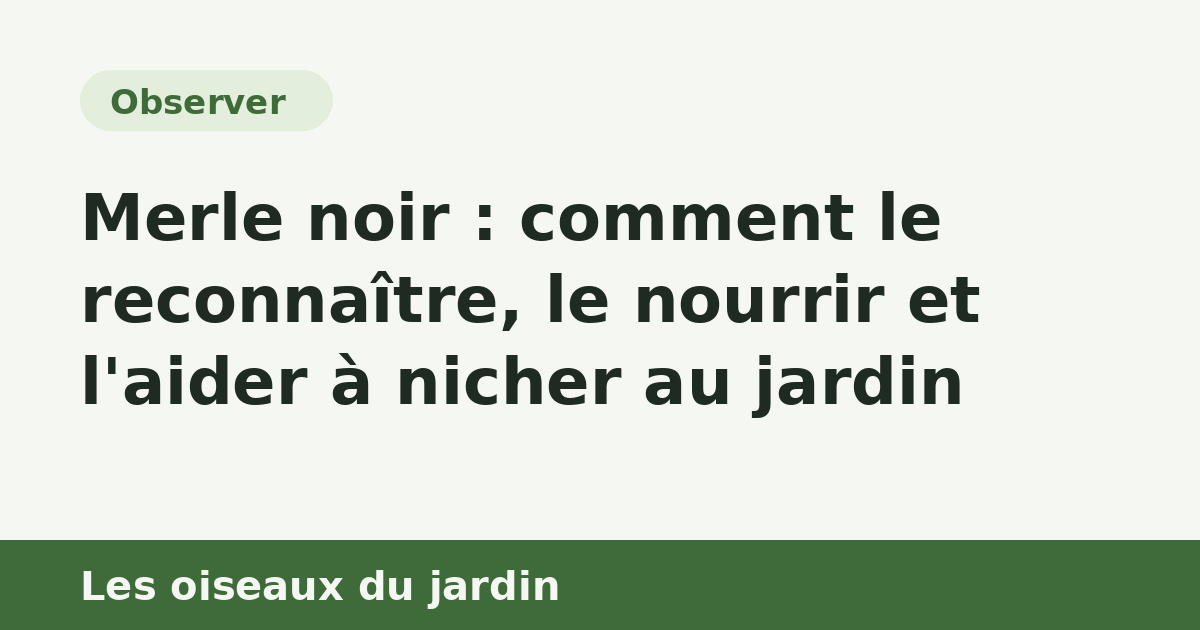 Observer
Merle noir : comment le
reconnaître, le nourrir et
l'aider à nicher au jardin
Les oiseaux du jardin